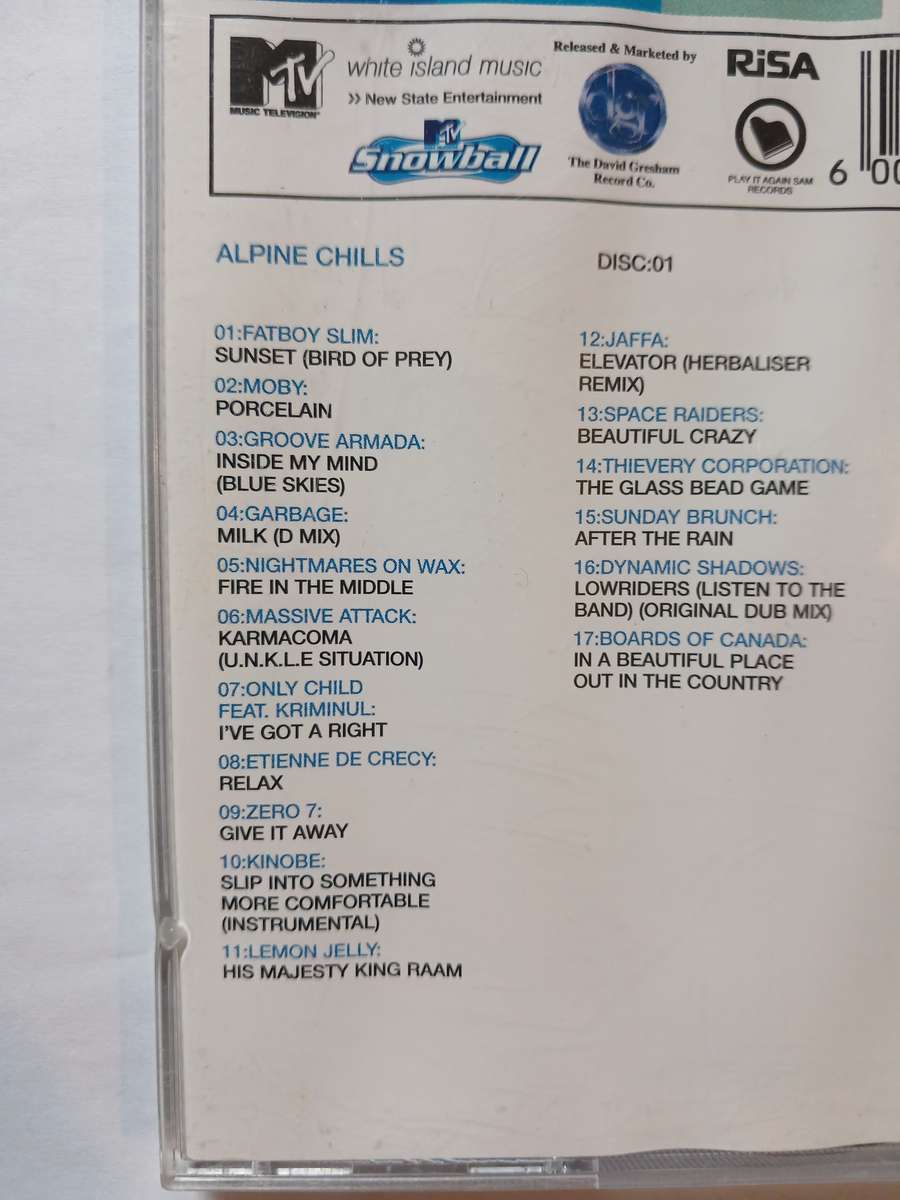 MTV
MUSIC TELEVISION®
white island music
>> New State Entertainment
MTV
Snowball
Released & Marketed by
dgr
The David Gresham
Record Co.
RiSA
PLAY IT AGAIN SAM
RECORDS
6 00
ALPINE CHILLS
DISC:01
01:FATBOY SLIM:
SUNSET (BIRD OF PREY)
02:MOBY:
PORCELAIN
03:GROOVE ARMADA:
INSIDE MY MIND
(BLUE SKIES)
04:GARBAGE:
MILK (D MIX)
05:NIGHTMARES ON WAX:
FIRE IN THE MIDDLE
06:MASSIVE ATTACK:
KARMACOMA
(U.N.K.L.E SITUATION)
07:ONLY CHILD
FEAT. KRIMINUL:
I'VE GOT A RIGHT
08:ETIENNE DE CRECY:
RELAX
09:ZERO 7:
GIVE IT AWAY
10:KINOBE:
SLIP INTO SOMETHING
MORE COMFORTABLE
(INSTRUMENTAL)
11:LEMON JELLY:
HIS MAJESTY KING RAAM
12:JAFFA:
ELEVATOR (HERBALISER
REMIX)
13:SPACE RAIDERS:
BEAUTIFUL CRAZY
14:THIEVERY CORPORATION:
THE GLASS BEAD GAME
15:SUNDAY BRUNCH:
AFTER THE RAIN
16:DYNAMIC SHADOWS:
LOWRIDERS (LISTEN TO THE
BAND) (ORIGINAL DUB MIX)
17:BOARDS OF CANADA:
IN A BEAUTIFUL PLACE
OUT IN THE COUNTRY